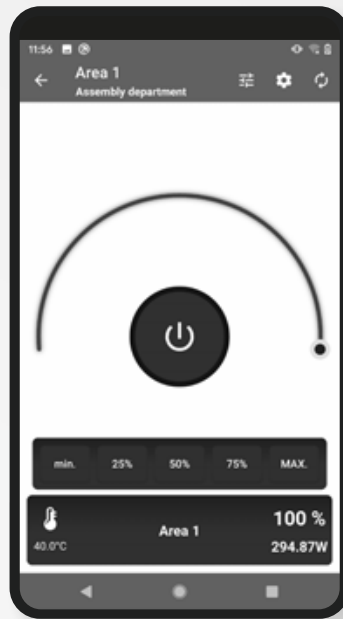 11:56
Area 1
Assembly department
min. 25% 50% 75% MAX.
40.0°C
Area 1
100 %
294.87W